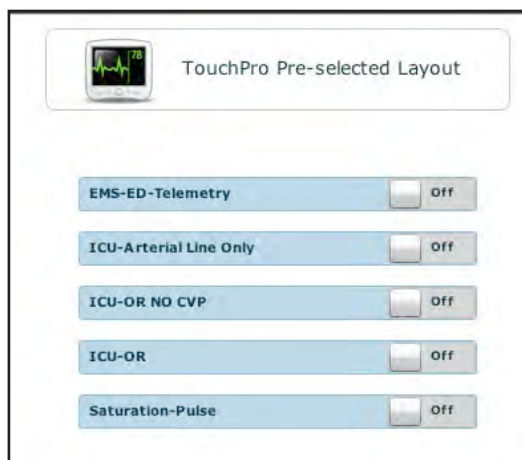 78
TouchPro Pre-selected Layout
EMS-ED-Telemetry Off
ICU-Arterial Line Only Off
ICU-OR NO CVP Off
ICU-OR Off
Saturation-Pulse Off